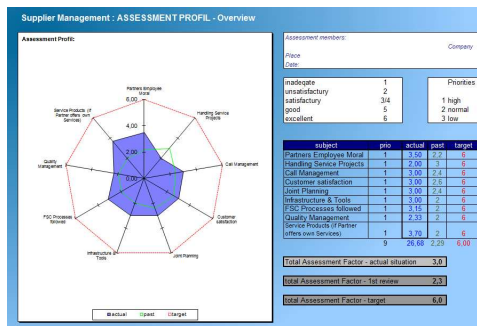 Supplier Management : ASSESSMENT PROFIL - Overview
Assessment Profil:
Partners Employee
Moral
6,00
Handling Service
Projects
Call Management
Customer
satisfaction
Joint Planning
Infrastructure &
Tools
FSC Processes
followed
Quality
Management
Service Products (if
Partner offers own
Services)
4,00
2,00
0,00
actual past target
Assessment members:
Company
Place
Date:
inadeqate 1
unsatisfactury 2
satisfactury 3/4
good 5
excellent 6
Priorities
1 high
2 normal
3 low
subject prio actual past target
Partners Employee Moral 1 3,50 2,2 6
Handling Service Projects 1 2,00 3 6
Call Management 1 3,00 2,4 6
Customer satisfaction 1 3,00 2,6 6
Joint Planning 1 3,00 2,4 6
Infrastructure & Tools 1 3,00 2 6
FSC Processes followed 1 3,15 2 6
Quality Management 1 2,33 2 6
Service Products (if Partner
offers own Services) 1 3,70 2 6
9 26,68 2,29 6,00
Total Assessment Factor - actual situation 3,0
total Assessment Factor - 1st review 2,3
total Assessment Factor - target 6,0